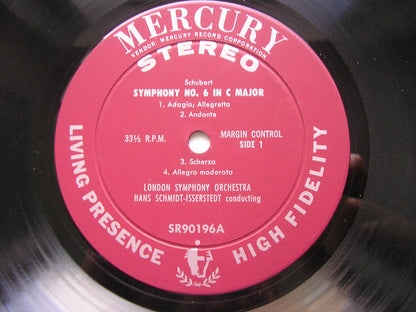 MERCURY
VENDOR: MERCURY RECORD CORPORATION
STEREO
Schubert
SYMPHONY NO. 6 IN C MAJOR
1. Adagio; Allegretto
2. Andante
33⅓ R.P.M.
MARGIN CONTROL
SIDE 1
3. Scherzo
4. Allegro moderato
LONDON SYMPHONY ORCHESTRA
HANS SCHMIDT-ISSERSTEDT conducting
SR90196A
LIVING PRESENCE
HIGH FIDELITY